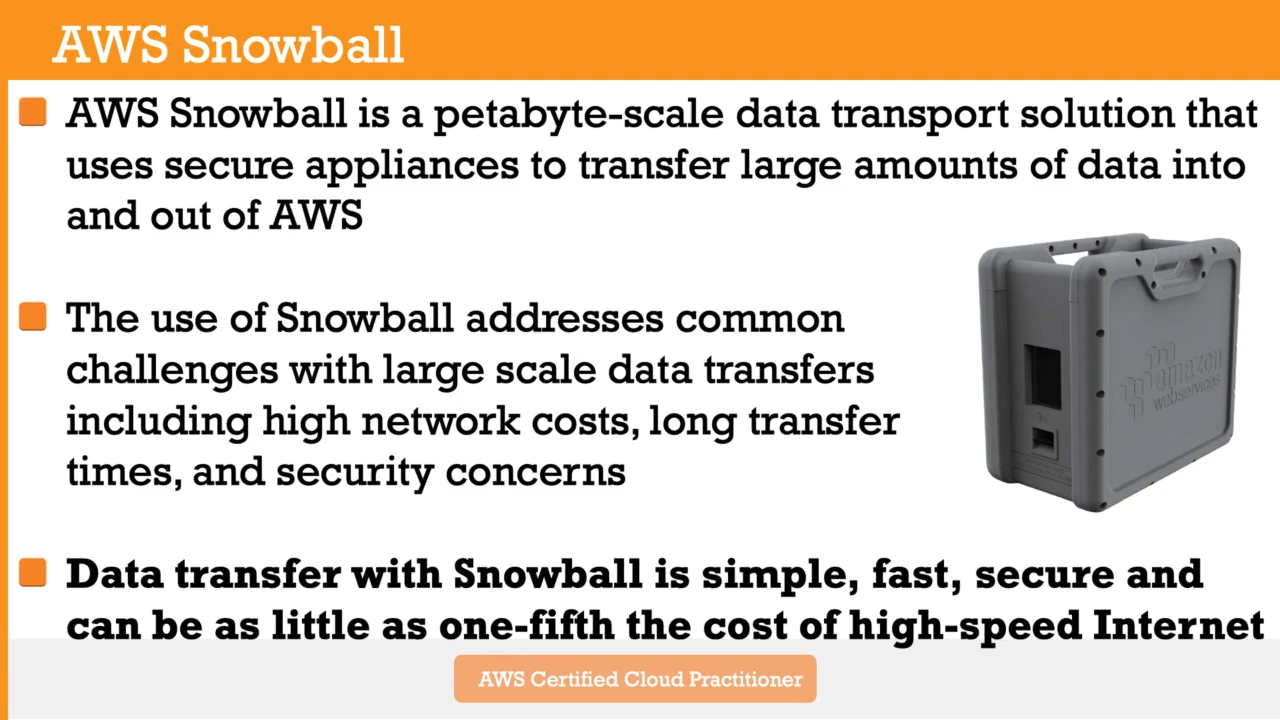 AWS Snowball
AWS Snowball is a petabyte-scale data transport solution that
uses secure appliances to transfer large amounts of data into
and out of AWS
The use of Snowball addresses common
challenges with large scale data transfers
including high network costs, long transfer
times, and security concerns
amazon
webservices
Data transfer with Snowball is simple, fast, secure and
can be as little as one-fifth the cost of high-speed Internet
AWS Certified Cloud Practitioner